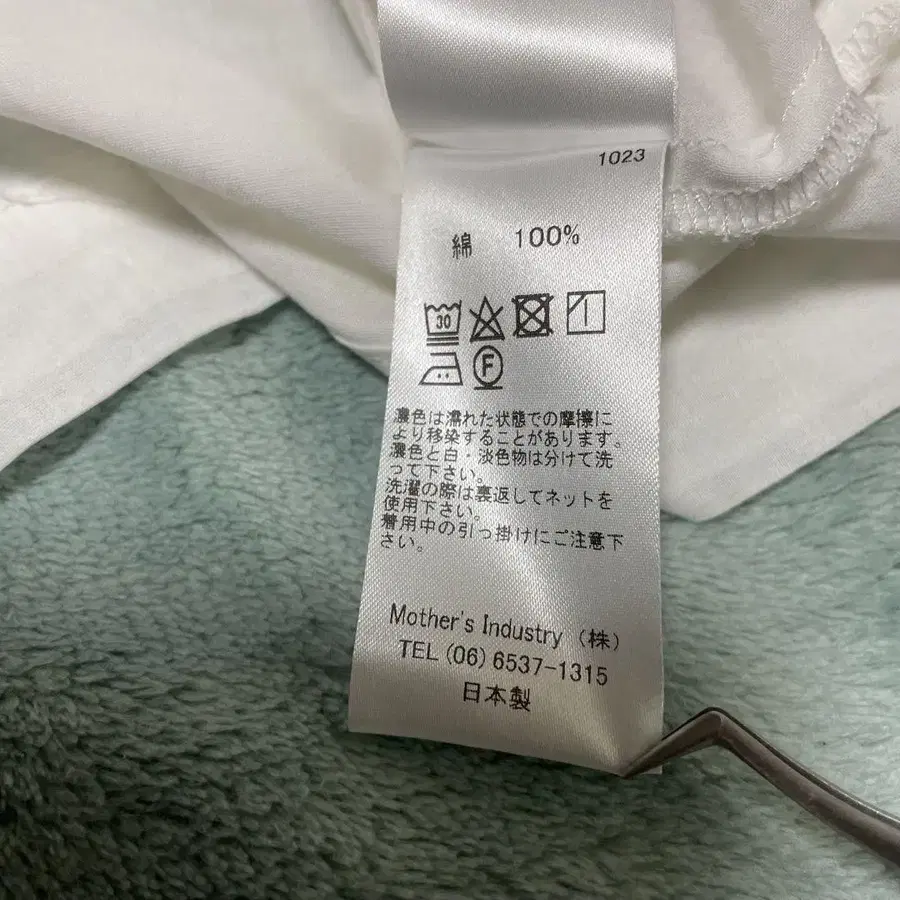 1023
綿 100%
30
F
濃色は濡れた状態での摩擦に
より移染することがあります。
濃色と白・淡色物は分けて洗
って下さい。
洗濯の際は裏返してネットを
使用下さい。
着用中の引っ掛けにご注意下
さい。
Mother's Industry (株)
TEL (06) 6537-1315
日本製